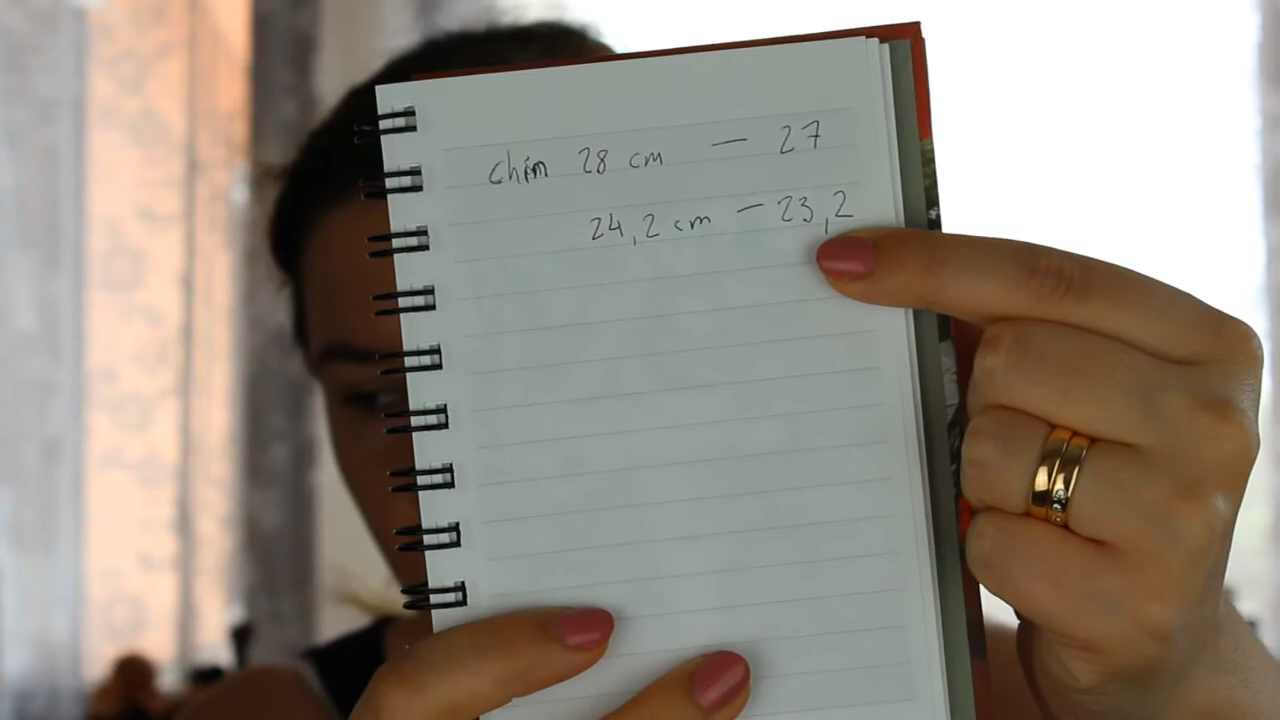 chím 28 cm — 27
24,2 cm — 23,2